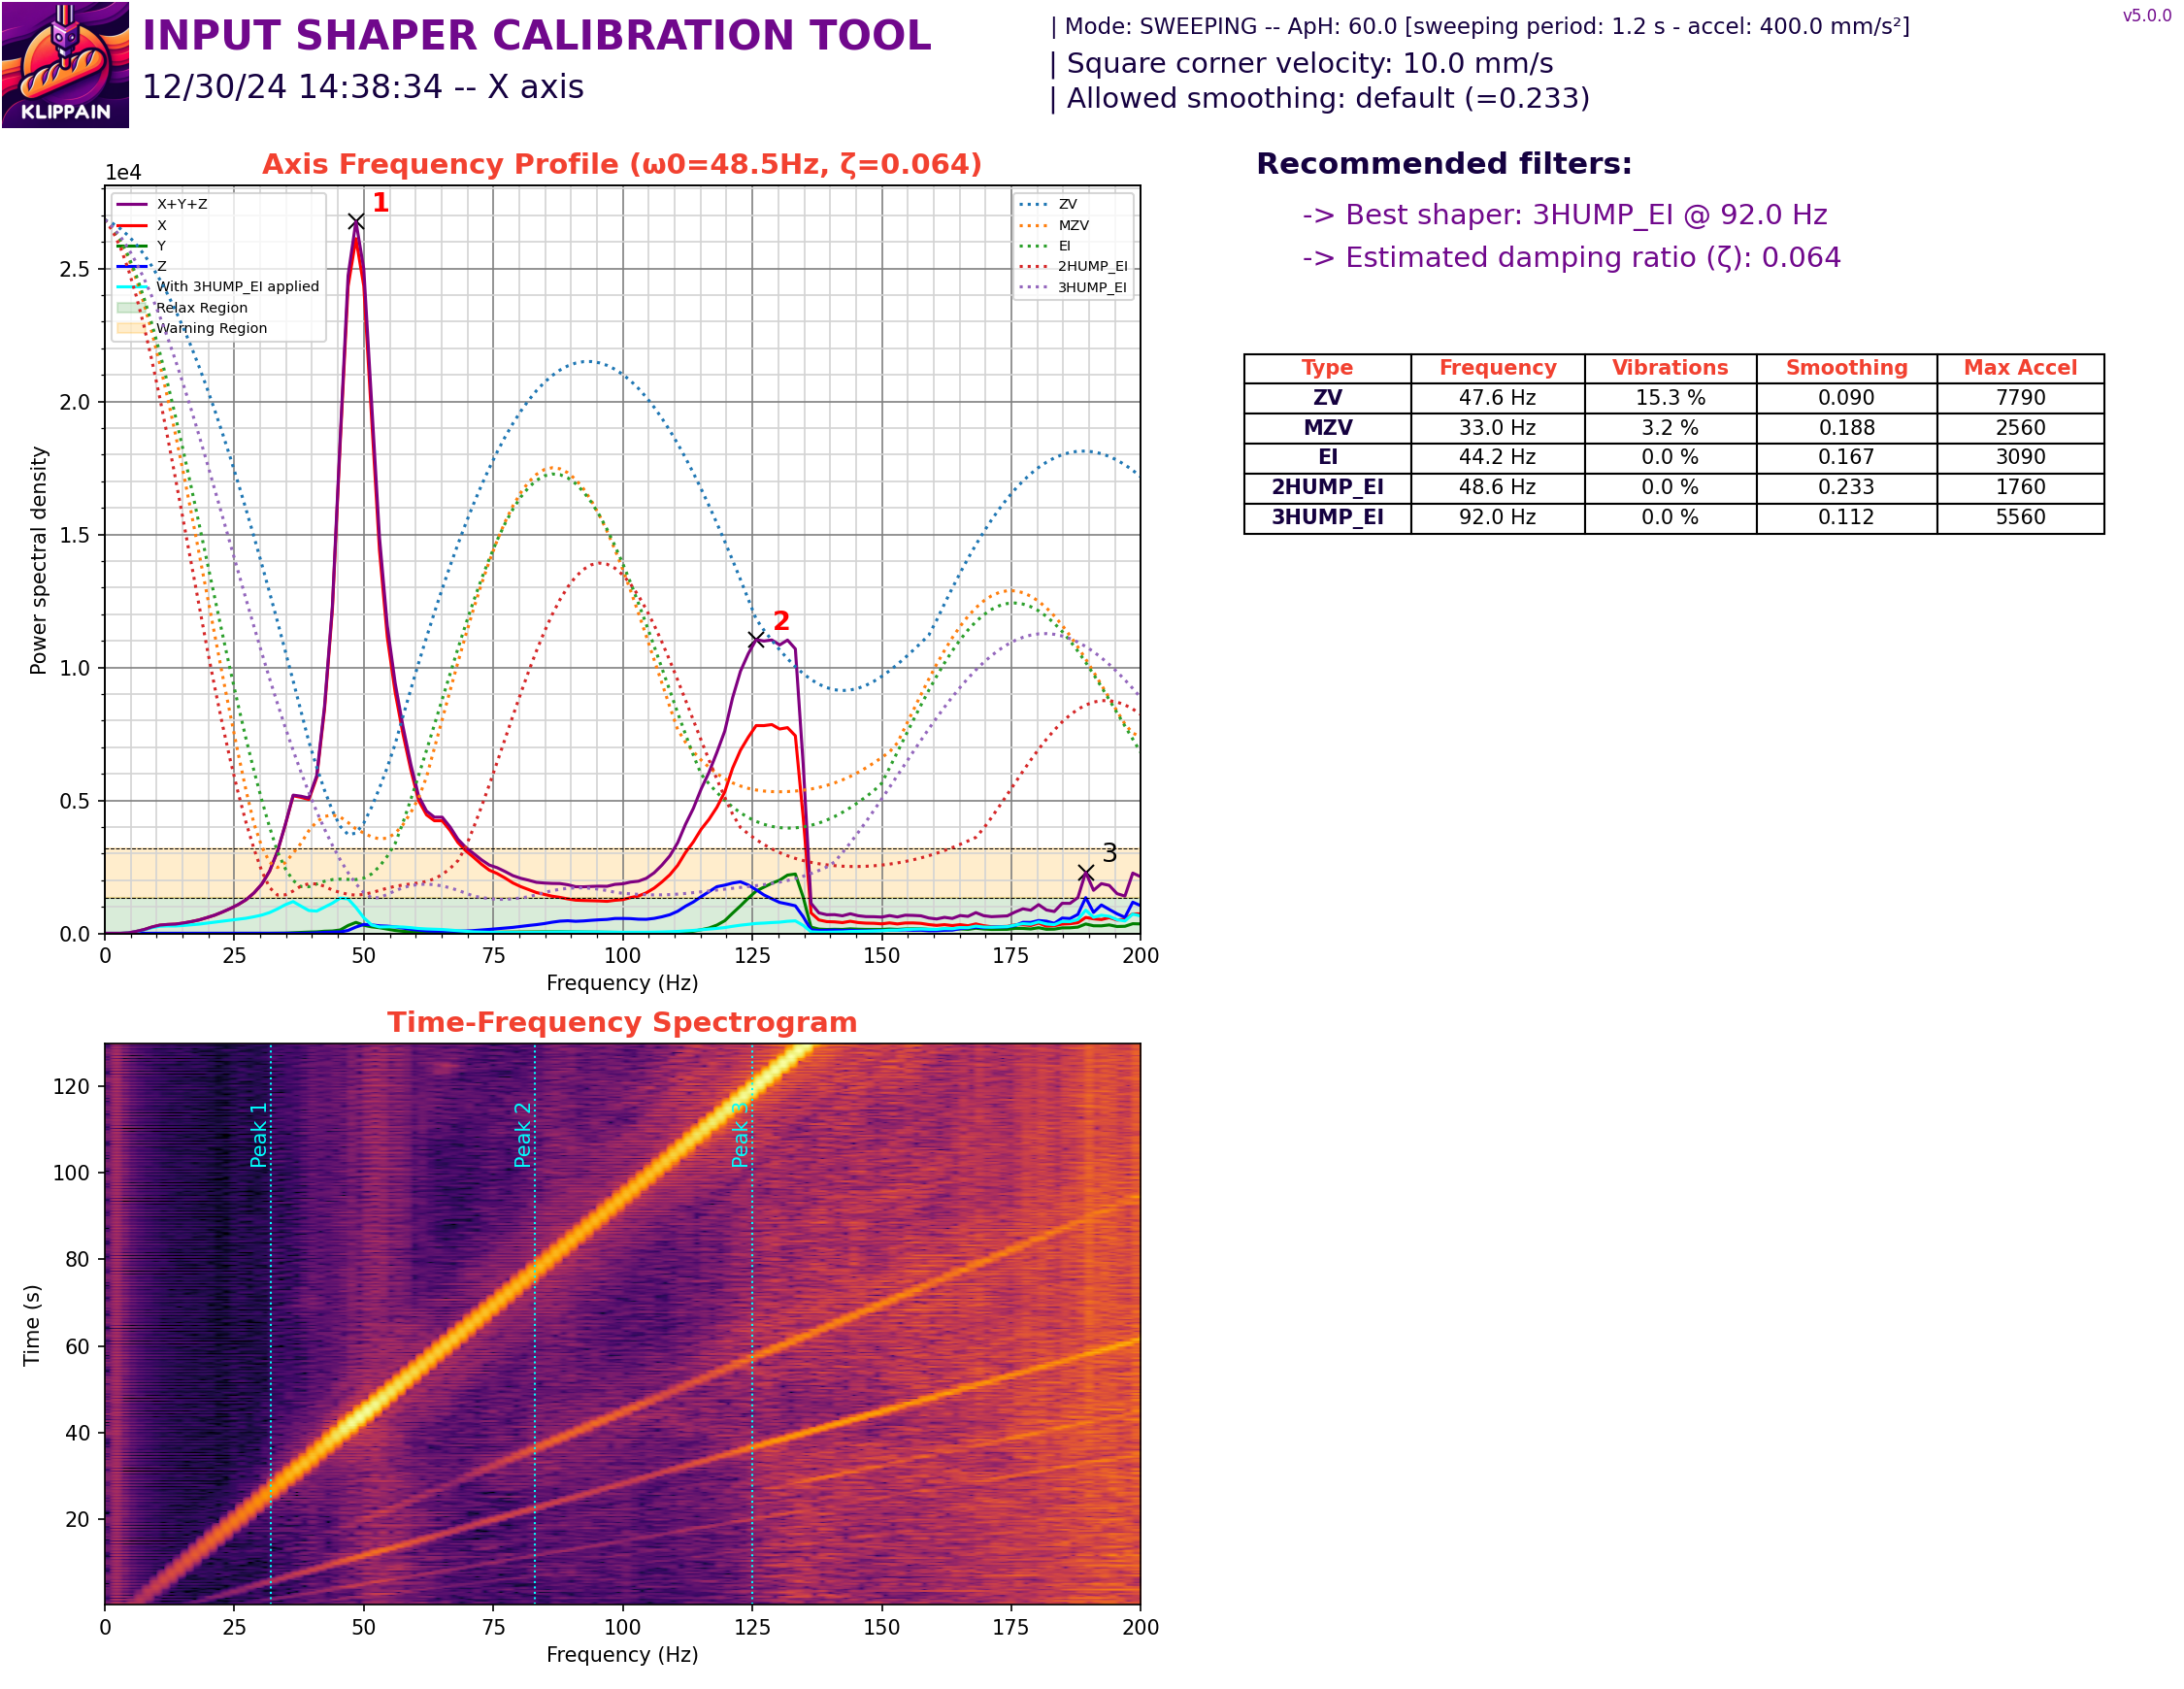 INPUT SHAPER CALIBRATION TOOL
12/30/24 14:38:34 -- X axis
KLIPPAIN
| Mode: SWEEPING -- ApH: 60.0 [sweeping period: 1.2 s - accel: 400.0 mm/s²]
| Square corner velocity: 10.0 mm/s
| Allowed smoothing: default (=0.233)
v5.0.0
Axis Frequency Profile (ω0=48.5Hz, ζ=0.064)
1e4
X+Y+Z
X
Y
Z
With 3HUMP_EI applied
Relax Region
Warning Region
ZV
MZV
EI
2HUMP_EI
3HUMP_EI
1
2
3
Power spectral density
2.5
2.0
1.5
1.0
0.5
0.0
0 25 50 75 100 125 150 175 200
Frequency (Hz)
Recommended filters:
-> Best shaper: 3HUMP_EI @ 92.0 Hz
-> Estimated damping ratio (ζ): 0.064
Type Frequency Vibrations Smoothing Max Accel
ZV 47.6 Hz 15.3 % 0.090 7790
MZV 33.0 Hz 3.2 % 0.188 2560
EI 44.2 Hz 0.0 % 0.167 3090
2HUMP_EI 48.6 Hz 0.0 % 0.233 1760
3HUMP_EI 92.0 Hz 0.0 % 0.112 5560
Time-Frequency Spectrogram
Time (s)
120
100
80
60
40
20
Peak 1
Peak 2
Peak 3
0 25 50 75 100 125 150 175 200
Frequency (Hz)